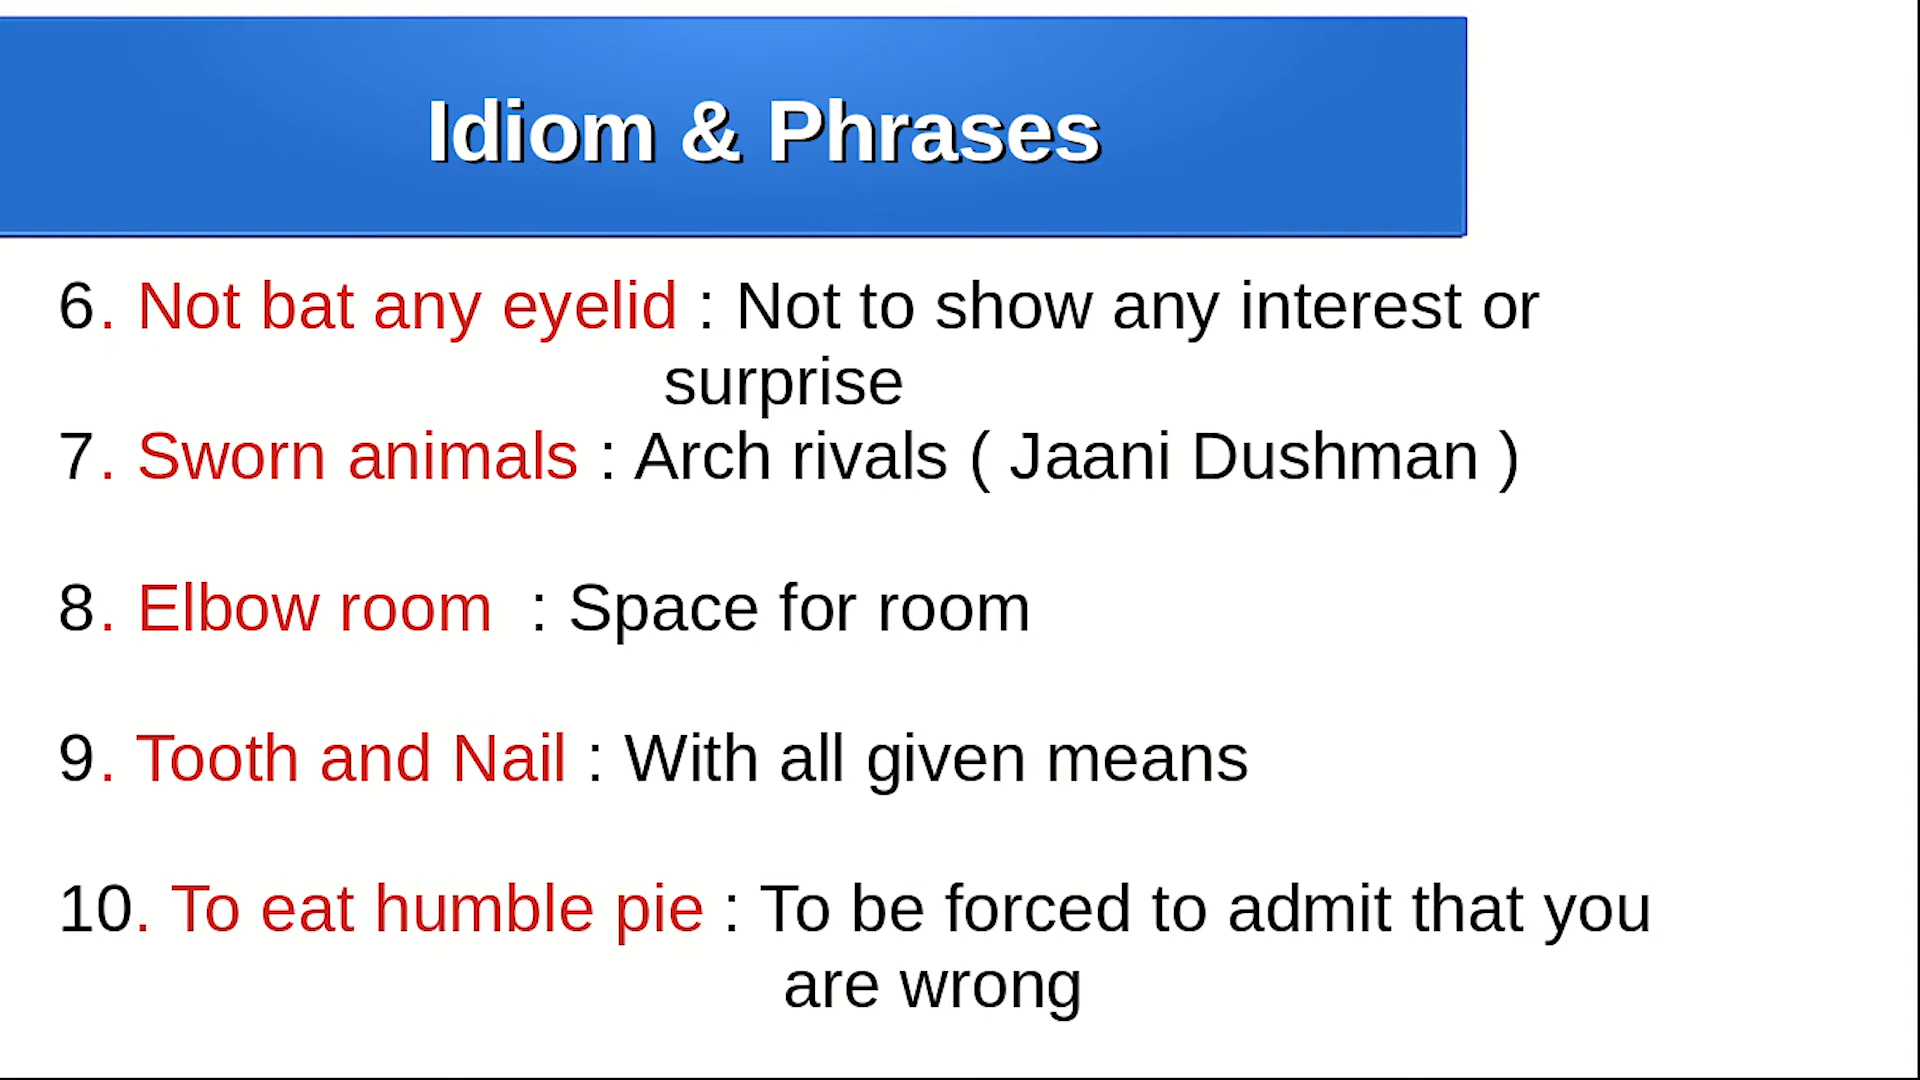 Idiom & Phrases
6. Not bat any eyelid : Not to show any interest or
surprise
7. Sworn animals : Arch rivals ( Jaani Dushman )
8. Elbow room : Space for room
9. Tooth and Nail : With all given means
10. To eat humble pie : To be forced to admit that you
are wrong